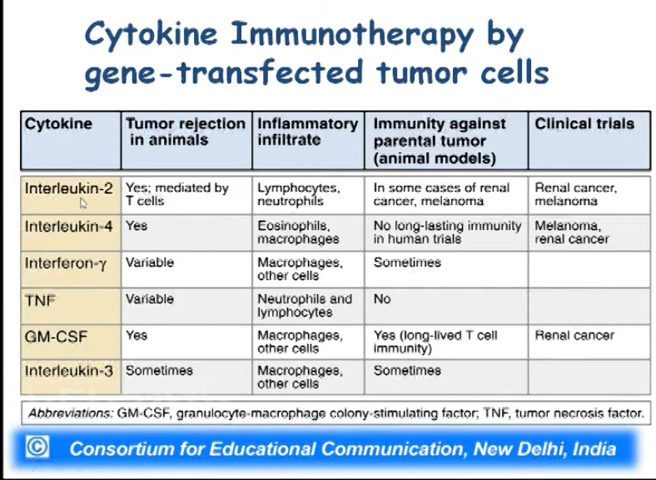 Cytokine Immunotherapy by
gene-transfected tumor cells
Cytokine
Tumor rejection
in animals
Inflammatory
infiltrate
Immunity against
parental tumor
(animal models)
Clinical trials
Interleukin-2
Yes; mediated by
T cells
Lymphocytes,
neutrophils
In some cases of renal
cancer, melanoma
Renal cancer,
melanoma
Interleukin-4
Yes
Eosinophils,
macrophages
No long-lasting immunity
in human trials
Melanoma,
renal cancer
Interferon-γ
Variable
Macrophages,
other cells
Sometimes
TNF
Variable
Neutrophils and
lymphocytes
No
GM-CSF
Yes
Macrophages,
other cells
Yes (long-lived T cell
immunity)
Renal cancer
Interleukin-3
Sometimes
Macrophages,
other cells
Sometimes
Abbreviations: GM-CSF, granulocyte-macrophage colony-stimulating factor; TNF, tumor necrosis factor.
© Consortium for Educational Communication, New Delhi, India